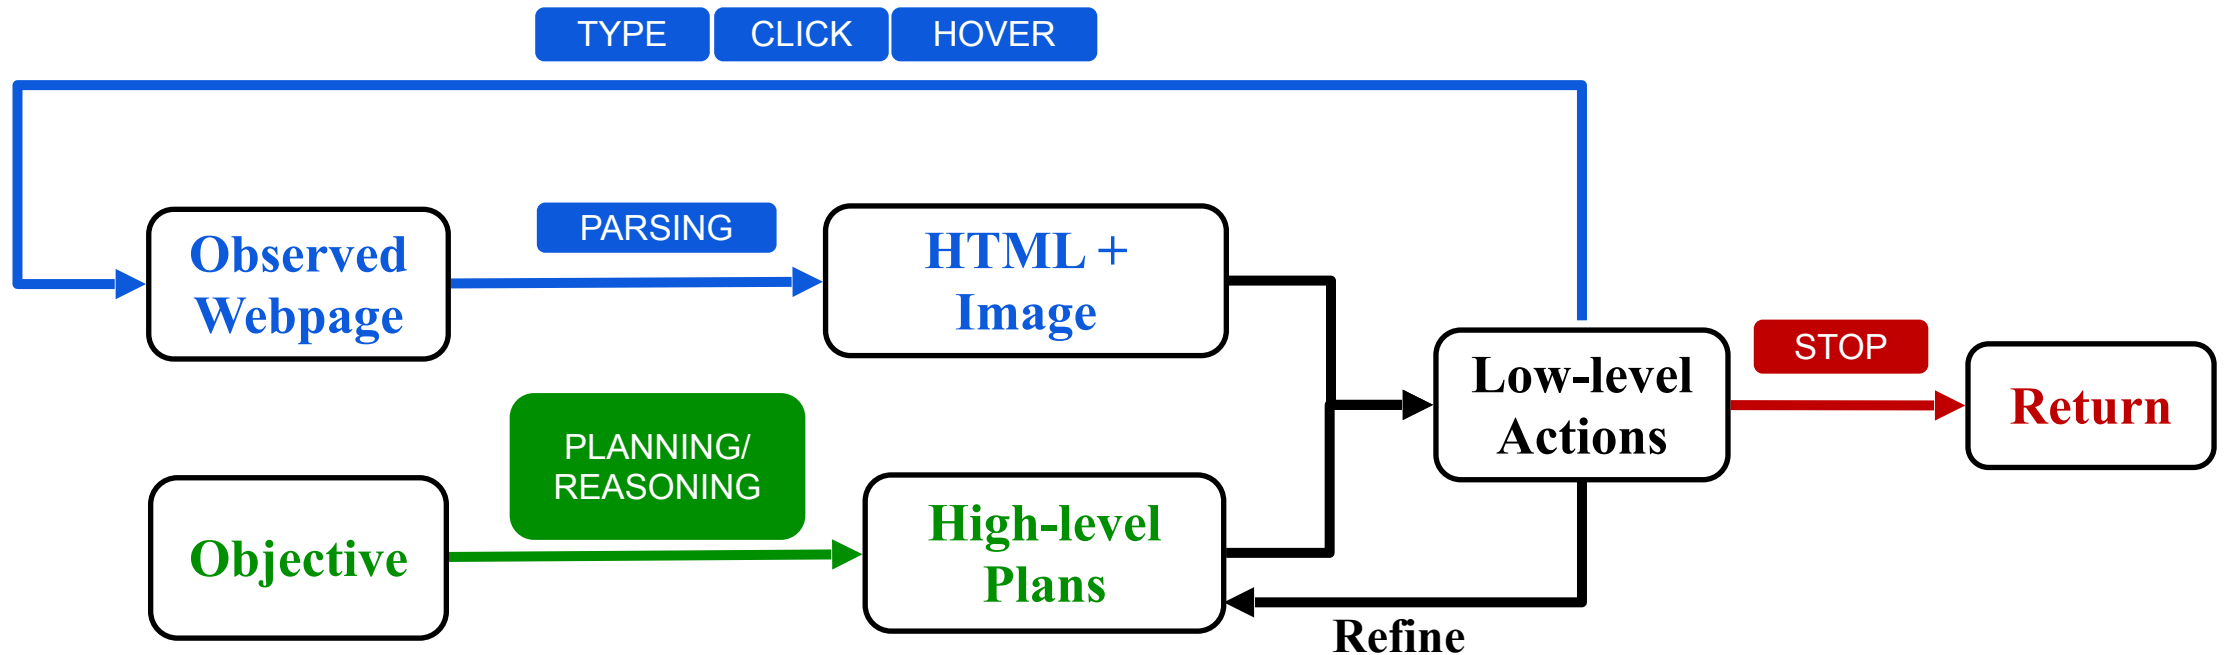 TYPE
CLICK
HOVER
Observed
Webpage
PARSING
HTML +
Image
Low-level
Actions
STOP
Return
Objective
PLANNING/
REASONING
High-level
Plans
Refine